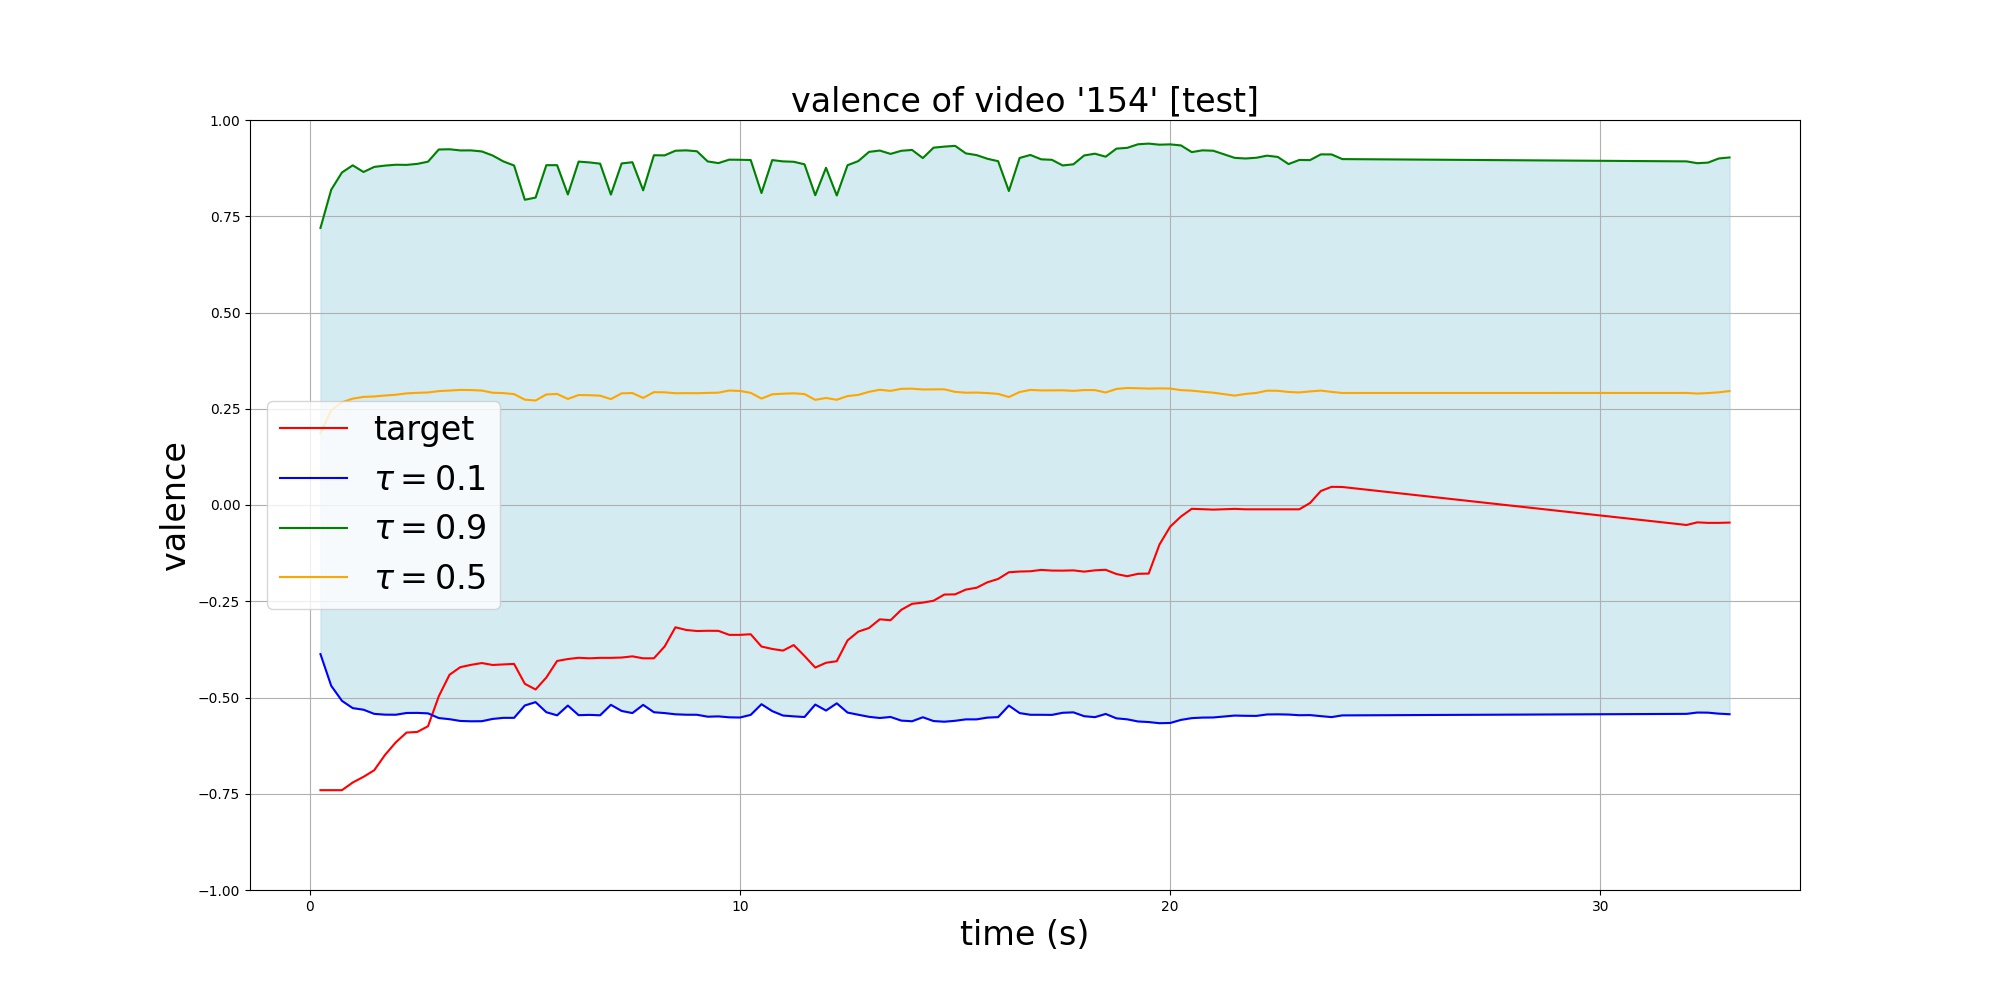 valence of video '154' [test]
1.00
0.75
0.50
0.25
0.00
−0.25
−0.50
−0.75
−1.00
valence
target
τ = 0.1
τ = 0.9
τ = 0.5
0 10 20 30
time (s)